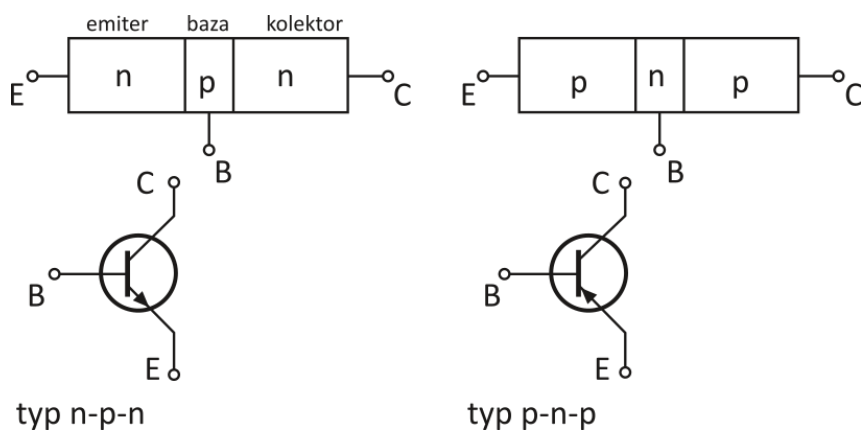 emiter baza kolektor
E n p n C
B
E p n p C
B
C
B
E
typ n-p-n
C
B
E
typ p-n-p